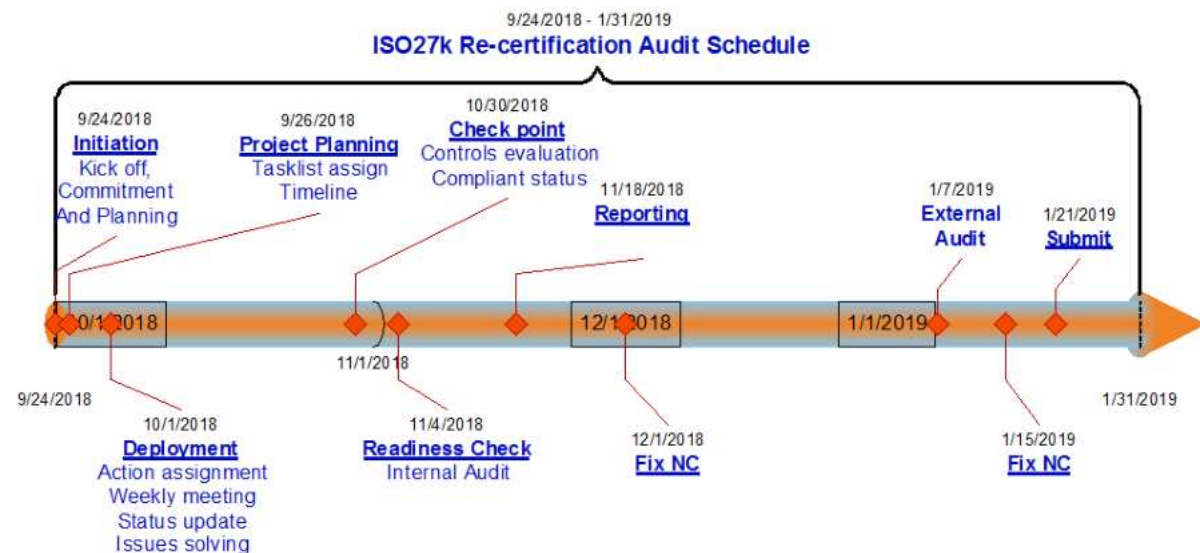 9/24/2018 - 1/31/2019
ISO27k Re-certification Audit Schedule
9/24/2018
Initiation
Kick off,
Commitment
And Planning
9/26/2018
Project Planning
Tasklist assign
Timeline
10/30/2018
Check point
Controls evaluation
Compliant status
11/18/2018
Reporting
1/7/2019
External
Audit
1/21/2019
Submit
0/1/2018
12/1/2018
1/1/2019
11/1/2018
9/24/2018
1/31/2019
10/1/2018
Deployment
Action assignment
Weekly meeting
Status update
Issues solving
11/4/2018
Readiness Check
Internal Audit
12/1/2018
Fix NC
1/15/2019
Fix NC